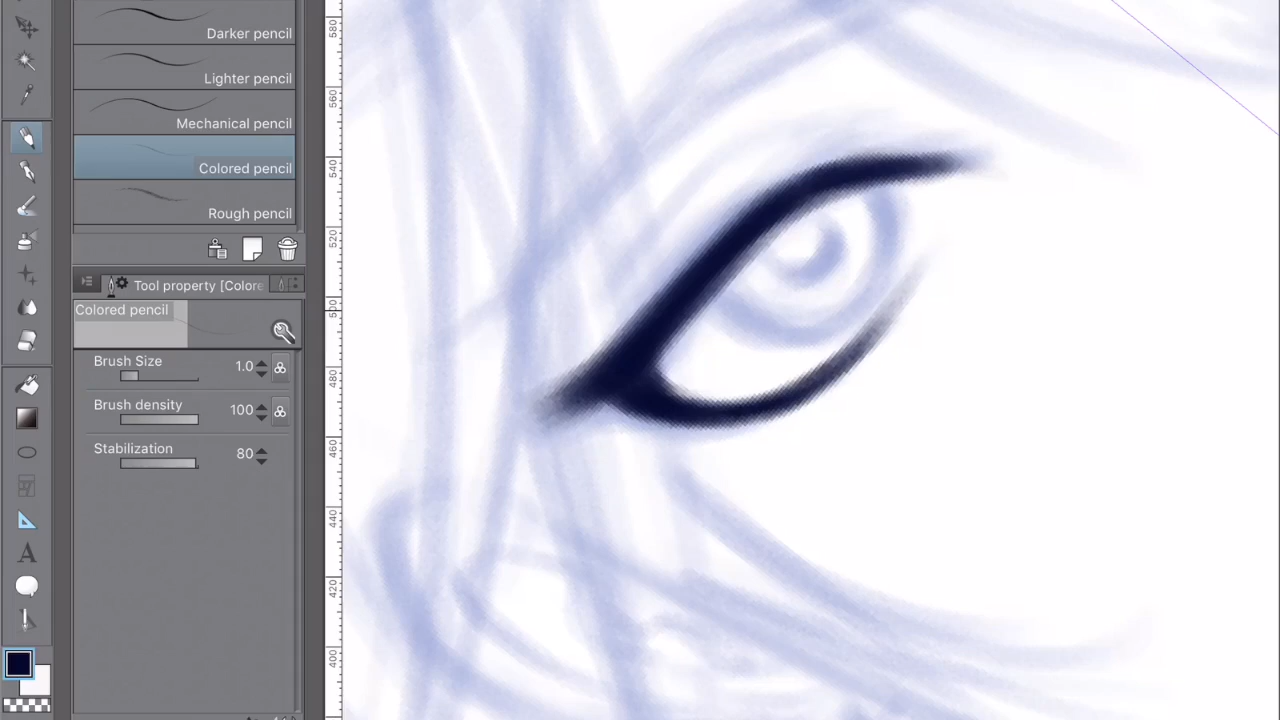 Darker pencil
Lighter pencil
Mechanical pencil
Colored pencil
Rough pencil
Tool property [Colore
Colored pencil
Brush Size 1.0
Brush density 100
Stabilization 80
A
580
560
540
520
500
480
460
440
420
400